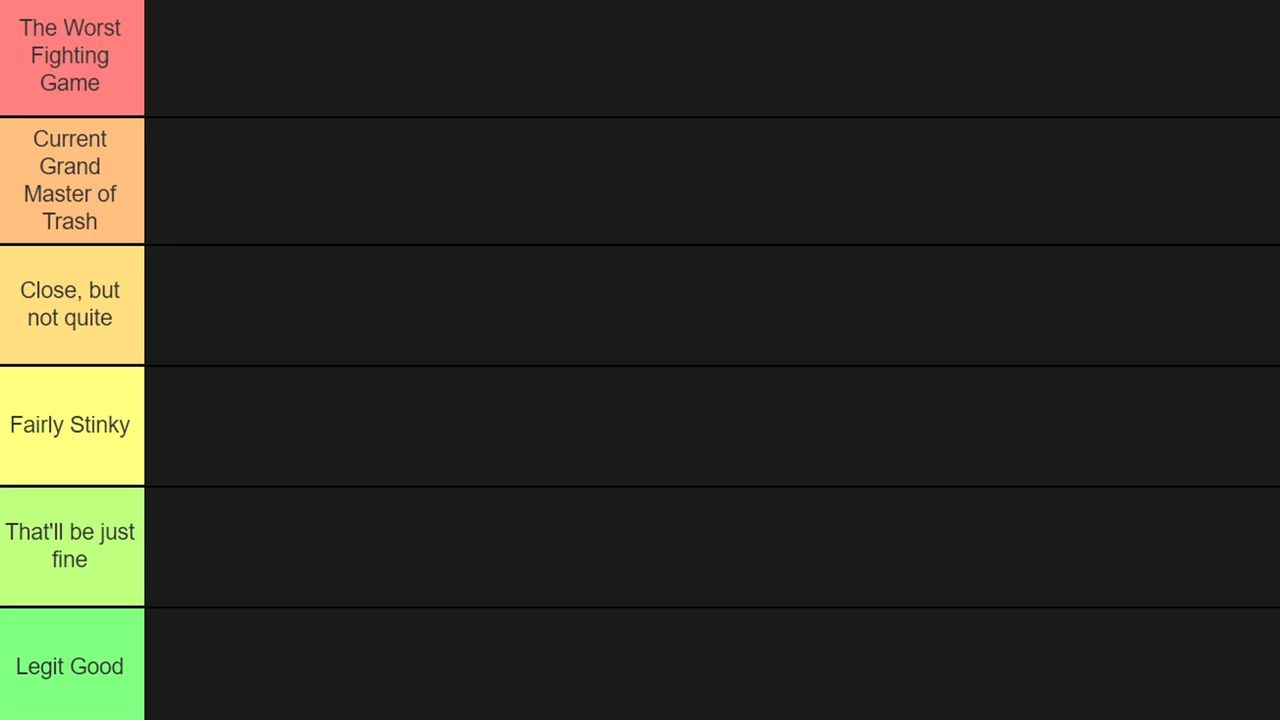 The Worst
Fighting
Game
Current
Grand
Master of
Trash
Close, but
not quite
Fairly Stinky
That'll be just
fine
Legit Good